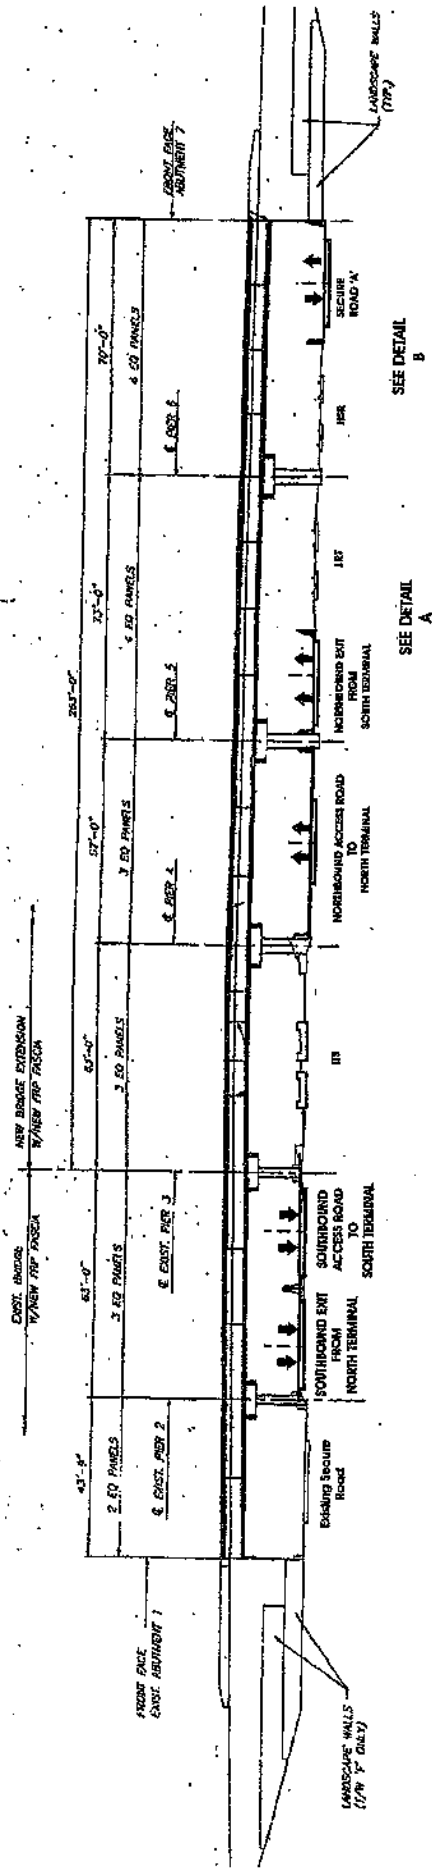 EXIST. BRIDGE
W/NEW FRP FASCIA
NEW BRIDGE EXTENSION
W/NEW FRP FASCIA
263'-0"
63'-0"
63'-0"
57'-0"
73'-0"
70'-0"
2 EQ PANELS
3 EQ PANELS
3 EQ PANELS
3 EQ PANELS
4 EQ PANELS
4 EQ PANELS
FRONT FACE
EXIST. ABUTMENT 1
℄ EXIST. PIER 2
℄ EXIST. PIER 3
℄ PIER 4
℄ PIER 5
℄ PIER 6
FRONT FACE
ABUTMENT 7
LANDSCAPE WALLS
(T/W 'F' ONLY)
Existing Secure
Road
SOUTHBOUND EXIT
FROM
NORTH TERMINAL
SOUTHBOUND
ACCESS ROAD
TO
SOUTH TERMINAL
NORTHBOUND ACCESS ROAD
TO
NORTH TERMINAL
NORTHBOUND EXIT
FROM
SOUTH TERMINAL
LRT
HSR
SECURE
ROAD 'A'
LANDSCAPE WALLS
(TYP.)
SEE DETAIL
A
SEE DETAIL
B